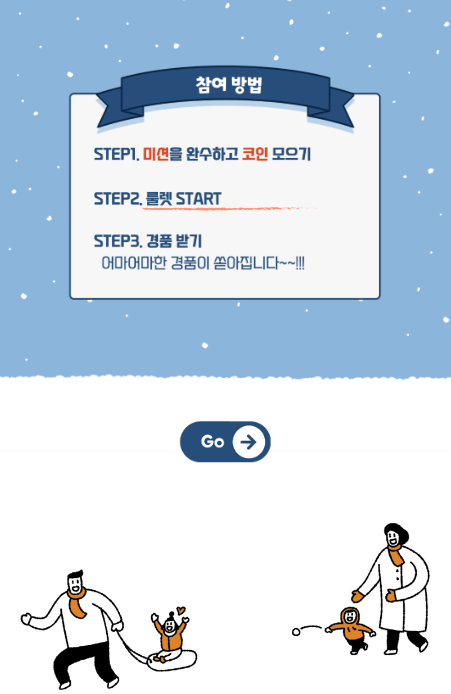 참여 방법
STEP1. 미션을 완수하고 코인 모으기
STEP2. 룰렛 START
STEP3. 경품 받기
어마어마한 경품이 쏟아집니다~~!!!
Go